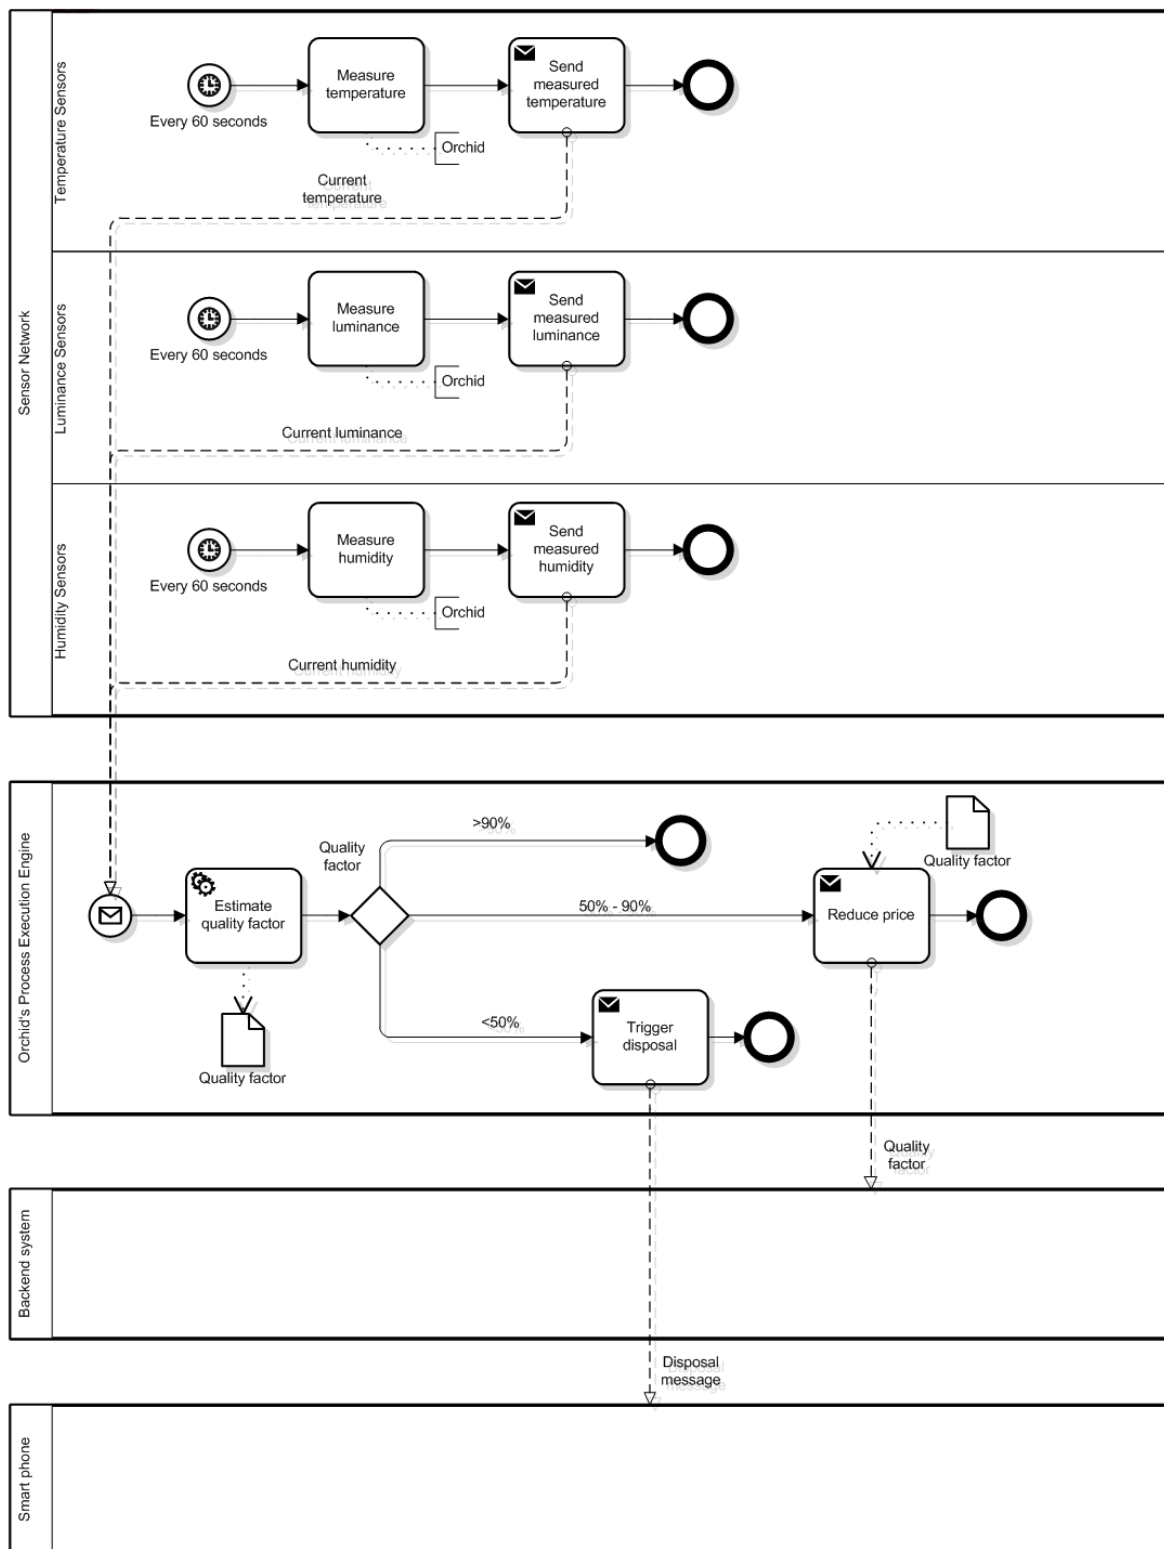 Sensor Network
Temperature Sensors
Every 60 seconds
Measure
temperature
Send
measured
temperature
Orchid
Current
temperature
Luminance Sensors
Every 60 seconds
Measure
luminance
Send
measured
luminance
Orchid
Current luminance
Humidity Sensors
Every 60 seconds
Measure
humidity
Send
measured
humidity
Orchid
Current humidity
Orchid's Process Execution Engine
Estimate
quality factor
Quality factor
Quality
factor
>90%
50% - 90%
<50%
Trigger
disposal
Reduce price
Quality factor
Quality
factor
Backend system
Disposal
message
Smart phone